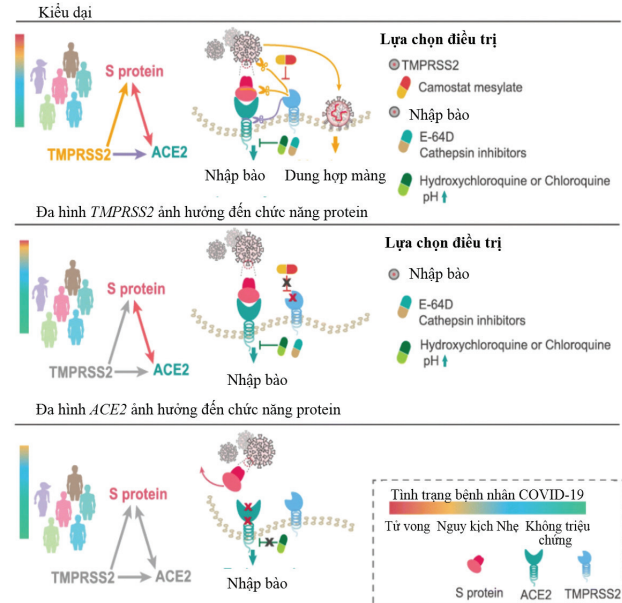 Kiểu dại
S protein
TMPRSS2
ACE2
Nhập bào
Dung hợp màng
Lựa chọn điều trị
TMPRSS2
Camostat mesylate
Nhập bào
E-64D
Cathepsin inhibitors
Hydroxychloroquine or Chloroquine
pH
Đa hình TMPRSS2 ảnh hưởng đến chức năng protein
S protein
TMPRSS2
ACE2
Nhập bào
Lựa chọn điều trị
Nhập bào
E-64D
Cathepsin inhibitors
Hydroxychloroquine or Chloroquine
pH
Đa hình ACE2 ảnh hưởng đến chức năng protein
S protein
TMPRSS2
ACE2
Nhập bào
Tình trạng bệnh nhân COVID-19
Tử vong Nguy kịch Nhẹ Không triệu
chứng
S protein
ACE2
TMPRSS2